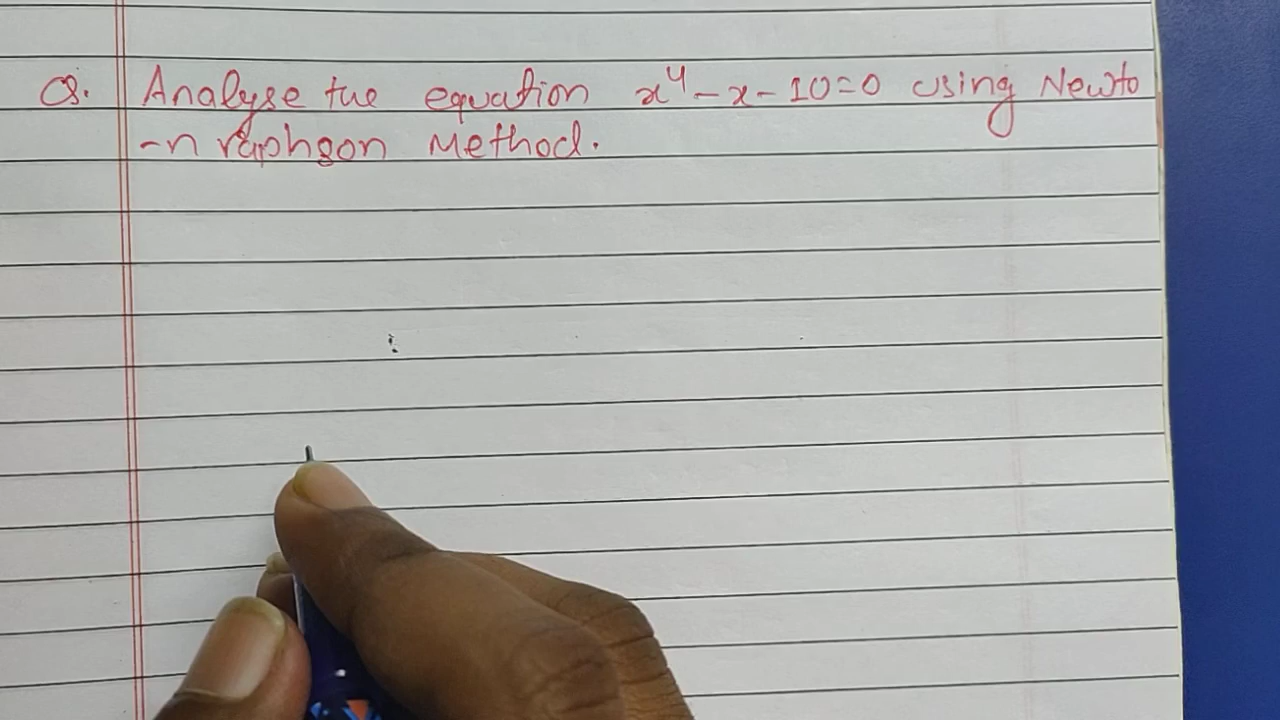 Q. Analyse the equation x⁴-x-10=0 using Newto
-n raphson Method.